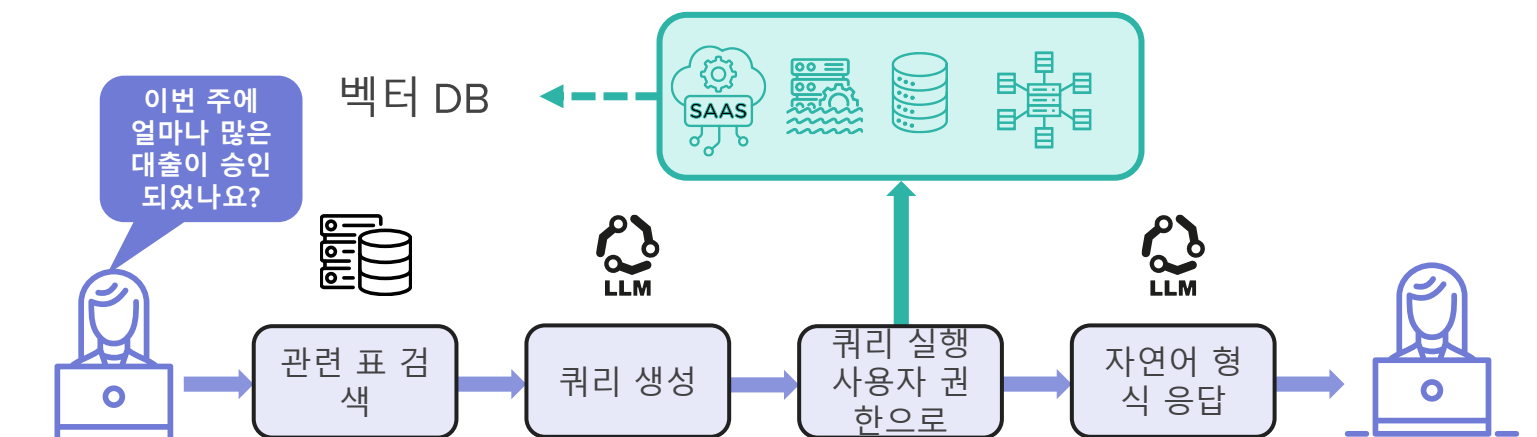 이번 주에
얼마나 많은
대출이 승인
되었나요?
벡터 DB
SAAS
LLM
LLM
관련 표 검
색
쿼리 생성
쿼리 실행
사용자 권
한으로
자연어 형
식 응답